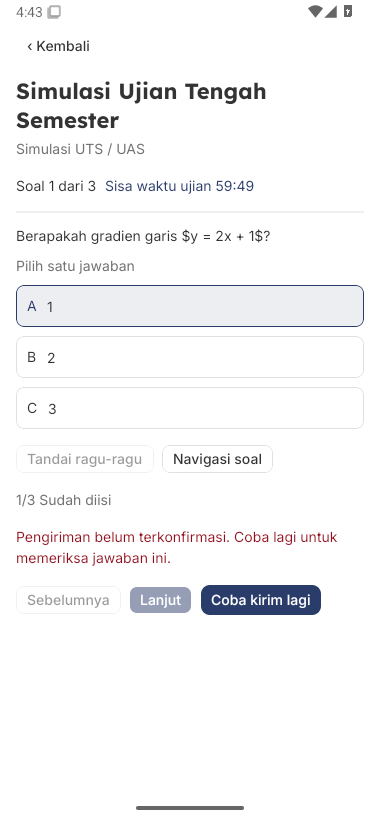 4:43
‹ Kembali
Simulasi Ujian Tengah
Semester
Simulasi UTS / UAS
Soal 1 dari 3 Sisa waktu ujian 59:49
Berapakah gradien garis $y = 2x + 1$?
Pilih satu jawaban
A 1
B 2
C 3
Tandai ragu-ragu Navigasi soal
1/3 Sudah diisi
Pengiriman belum terkonfirmasi. Coba lagi untuk
memeriksa jawaban ini.
Sebelumnya Lanjut Coba kirim lagi